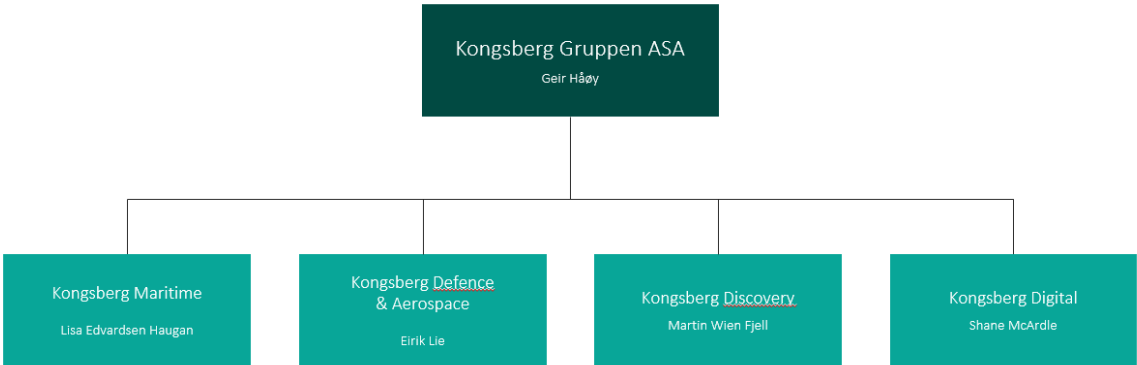 Kongsberg Gruppen ASA
Geir Håøy
Kongsberg Maritime
Lisa Edvardsen Haugan
Kongsberg Defence
& Aerospace
Eirik Lie
Kongsberg Discovery
Martin Wien Fjell
Kongsberg Digital
Shane McArdle